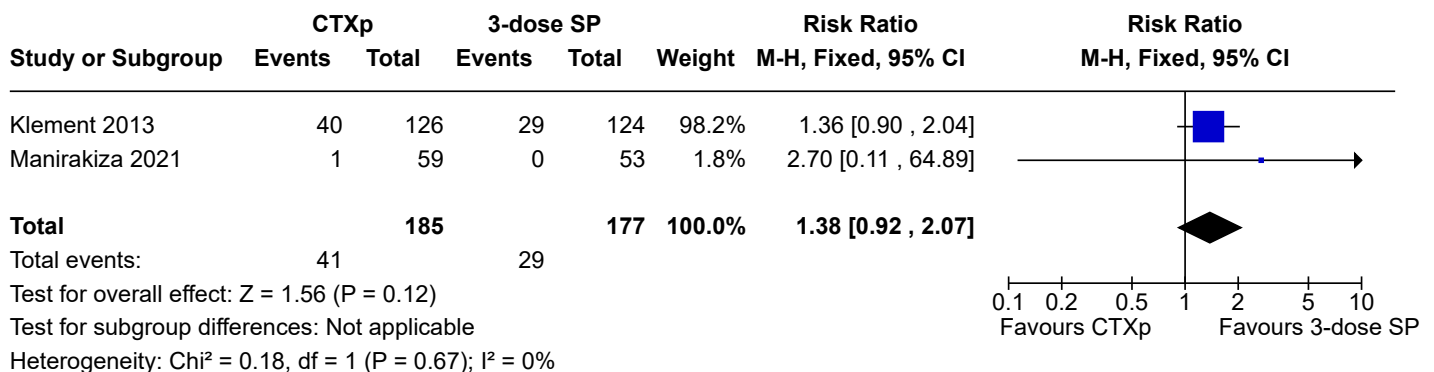 CTXp 3-dose SP Risk Ratio Risk Ratio
Study or Subgroup Events Total Events Total Weight M-H, Fixed, 95% CI M-H, Fixed, 95% CI
Klement 2013 40 126 29 124 98.2% 1.36 [0.90 , 2.04]
Manirakiza 2021 1 59 0 53 1.8% 2.70 [0.11 , 64.89]
Total 185 177 100.0% 1.38 [0.92 , 2.07]
Total events: 41 29
Test for overall effect: Z = 1.56 (P = 0.12)
0.1 0.2 0.5 1 2 5 10
Test for subgroup differences: Not applicable
Favours CTXp Favours 3-dose SP
Heterogeneity: Chi² = 0.18, df = 1 (P = 0.67); I² = 0%